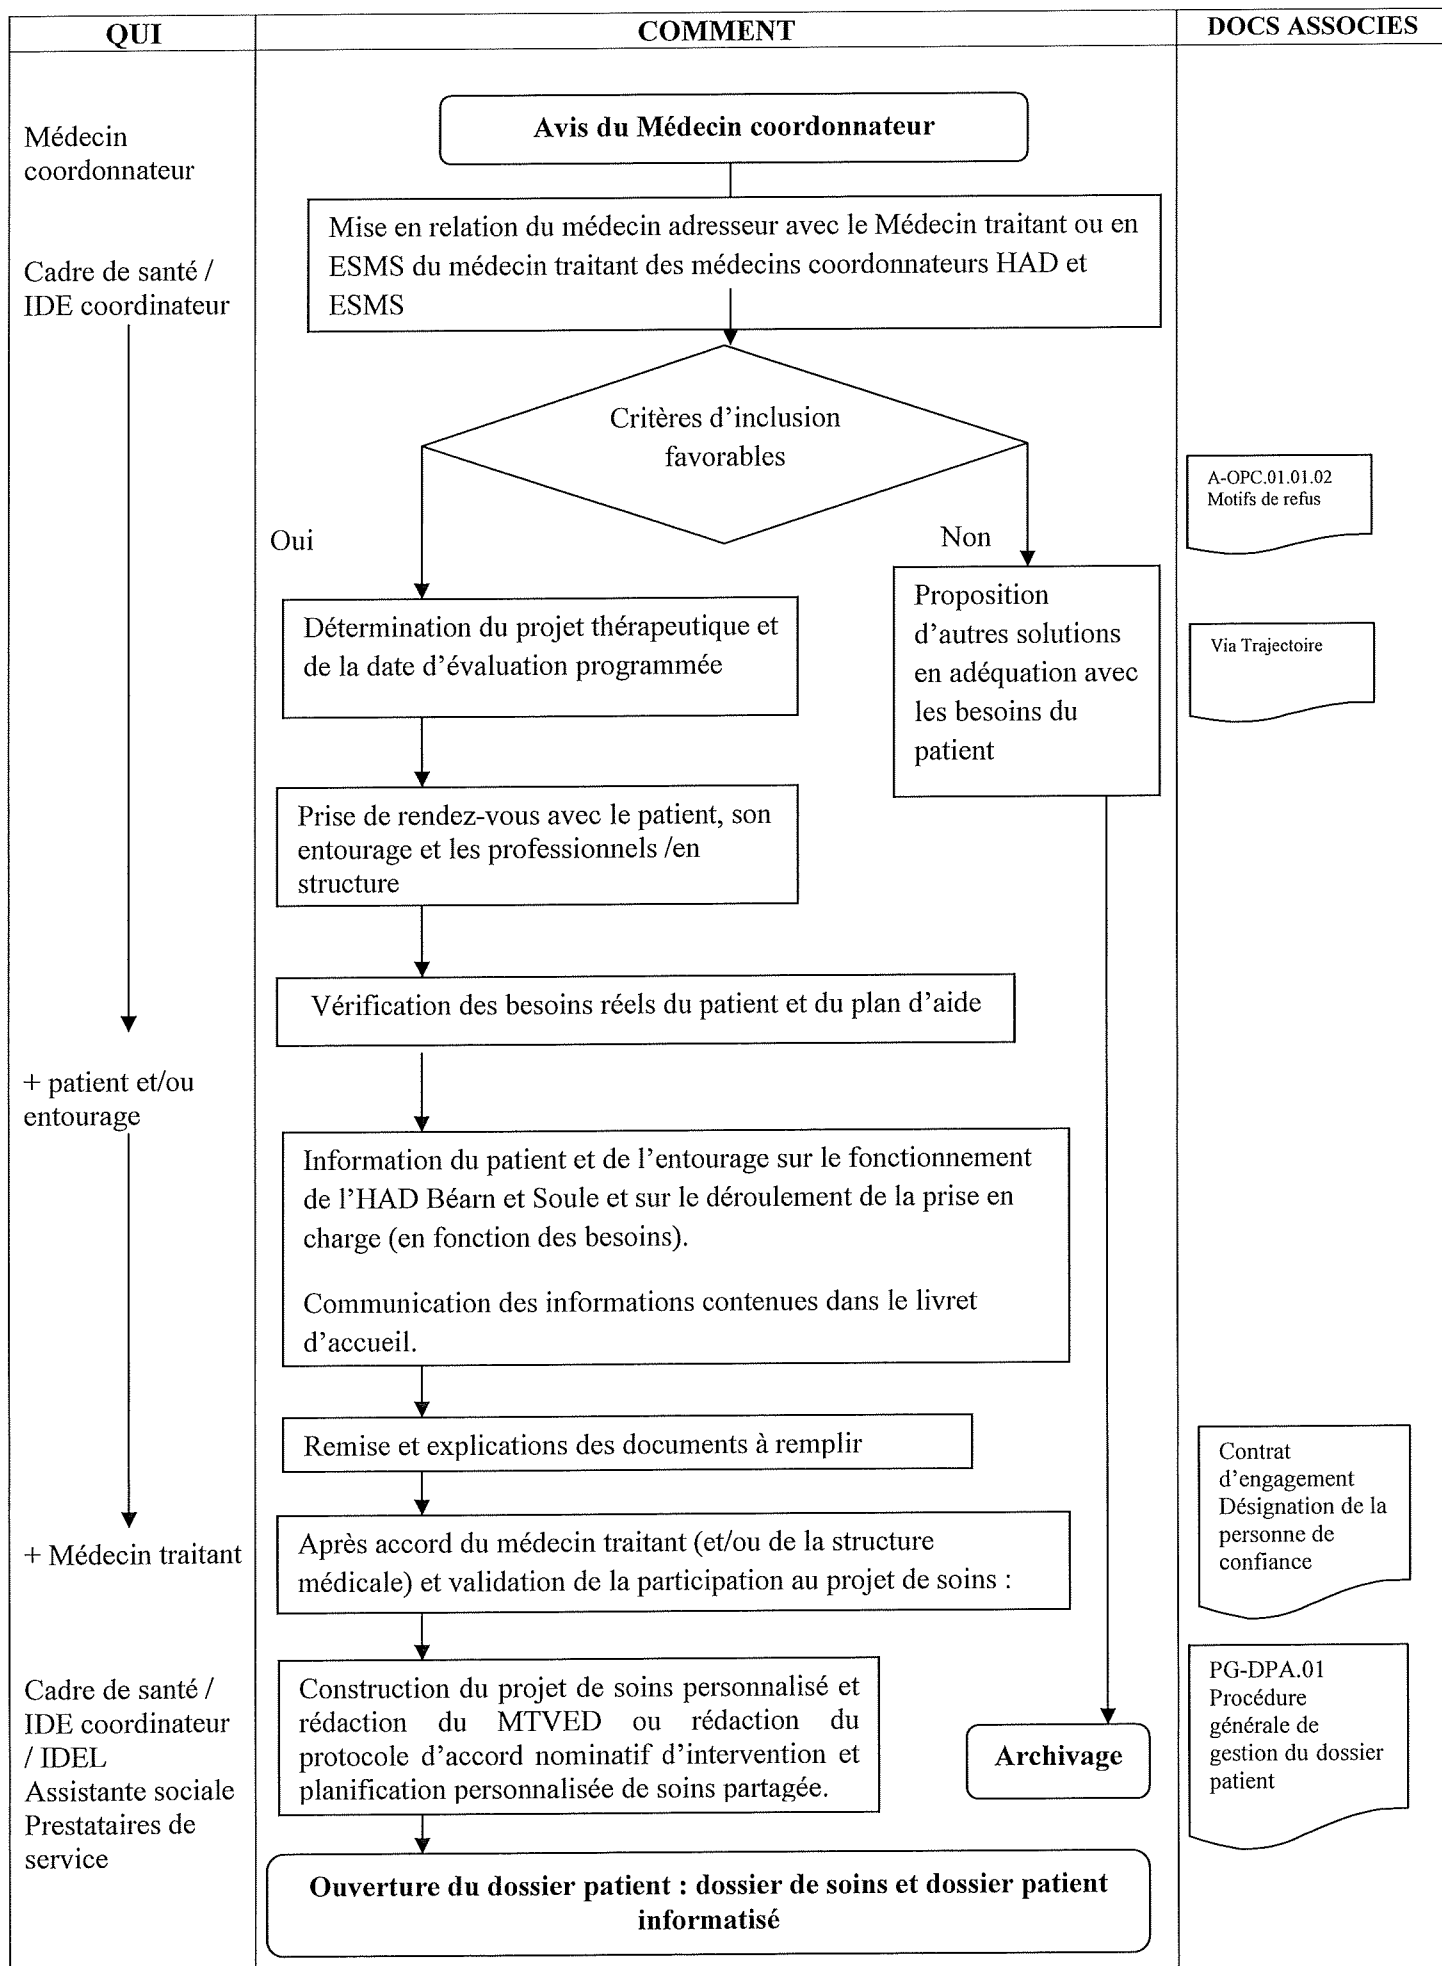 QUI
COMMENT
DOCS ASSOCIES
Médecin
coordonnateur
Avis du Médecin coordonnateur
Cadre de santé /
IDE coordinateur
Mise en relation du médecin adresseur avec le Médecin traitant ou en
ESMS du médecin traitant des médecins coordonnateurs HAD et
ESMS
Critères d’inclusion
favorables
A-OPC.01.01.02
Motifs de refus
Oui
Non
Détermination du projet thérapeutique et
de la date d’évaluation programmée
Proposition
d’autres solutions
en adéquation avec
les besoins du
patient
Via Trajectoire
Prise de rendez-vous avec le patient, son
entourage et les professionnels /en
structure
Vérification des besoins réels du patient et du plan d’aide
+ patient et/ou
entourage
Information du patient et de l’entourage sur le fonctionnement
de l’HAD Béarn et Soule et sur le déroulement de la prise en
charge (en fonction des besoins).
Communication des informations contenues dans le livret
d’accueil.
Remise et explications des documents à remplir
Contrat
d’engagement
Désignation de la
personne de
confiance
+ Médecin traitant
Après accord du médecin traitant (et/ou de la structure
médicale) et validation de la participation au projet de soins :
Cadre de santé /
IDE coordinateur
/ IDEL
Assistante sociale
Prestataires de
service
Construction du projet de soins personnalisé et
rédaction du MTVED ou rédaction du
protocole d’accord nominatif d’intervention et
planification personnalisée de soins partagée.
Archivage
PG-DPA.01
Procédure
générale de
gestion du dossier
patient
Ouverture du dossier patient : dossier de soins et dossier patient
informatisé